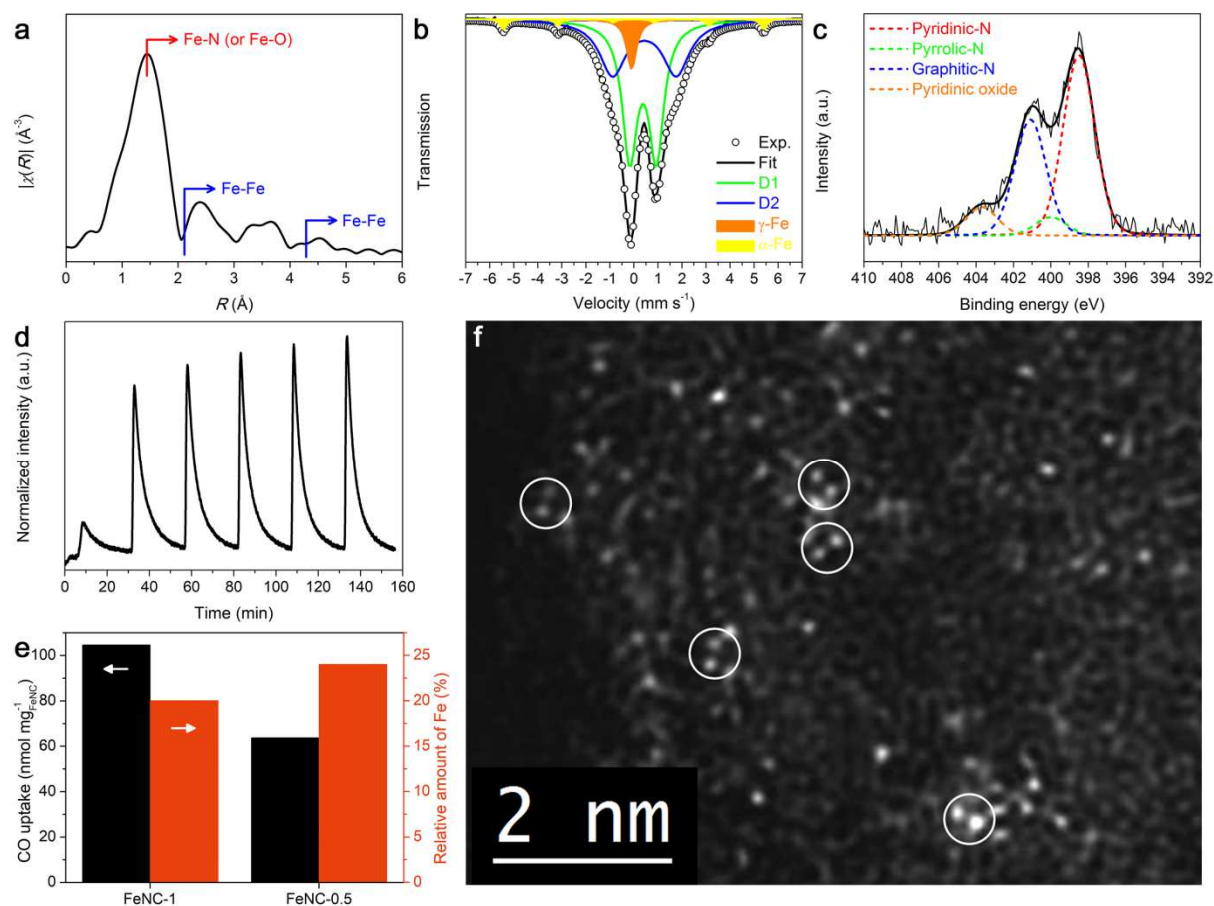 a
Fe-N (or Fe-O)
Fe-Fe
Fe-Fe
|χ(R)| (Å⁻³)
0 1 2 3 4 5 6
R (Å)
b
Exp.
Fit
D1
D2
γ-Fe
α-Fe
Transmission
-7 -6 -5 -4 -3 -2 -1 0 1 2 3 4 5 6 7
Velocity (mm s⁻¹)
c
Pyridinic-N
Pyrrolic-N
Graphitic-N
Pyridinic oxide
Intensity (a.u.)
410 408 406 404 402 400 398 396 394 392
Binding energy (eV)
d
Normalized intensity (a.u.)
0 20 40 60 80 100 120 140 160
Time (min)
e
CO uptake (nmol mg⁻¹FeNC)
100
80
60
40
20
0
25
20
15
10
5
0
Relative amount of Fe (%)
FeNC-1 FeNC-0.5
f
2 nm